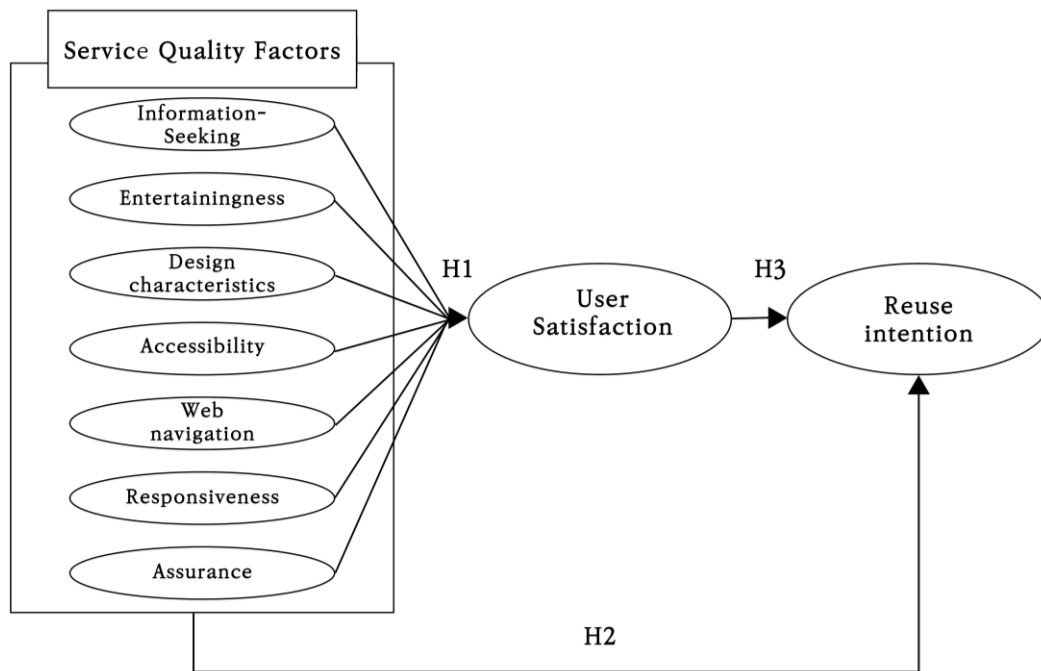 Service Quality Factors
Information-
Seeking
Entertainingness
Design
characteristics
Accessibility
Web
navigation
Responsiveness
Assurance
H1
User
Satisfaction
H3
Reuse
intention
H2